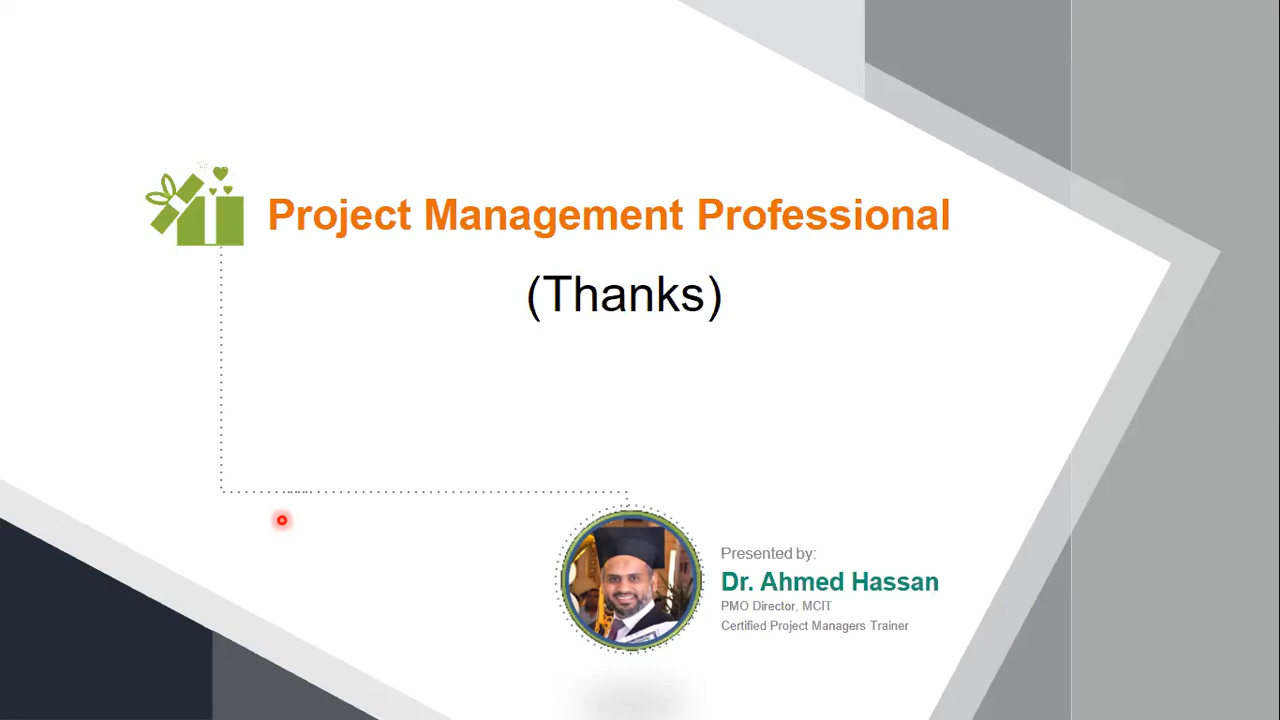 Project Management Professional
(Thanks)
Presented by:
Dr. Ahmed Hassan
PMO Director, MCIT
Certified Project Managers Trainer